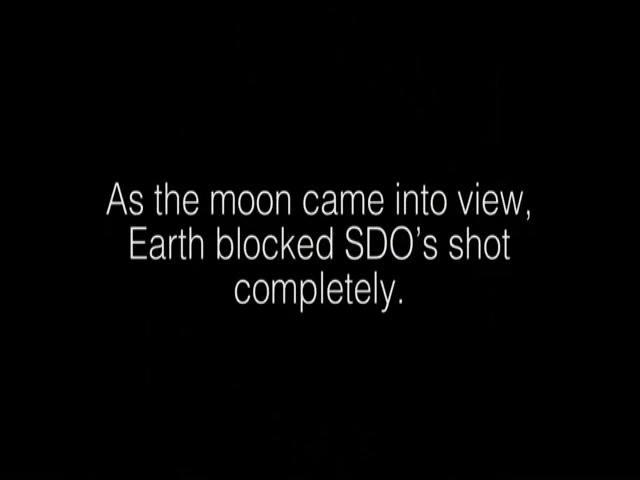 As the moon came into view,
Earth blocked SDO's shot
completely.